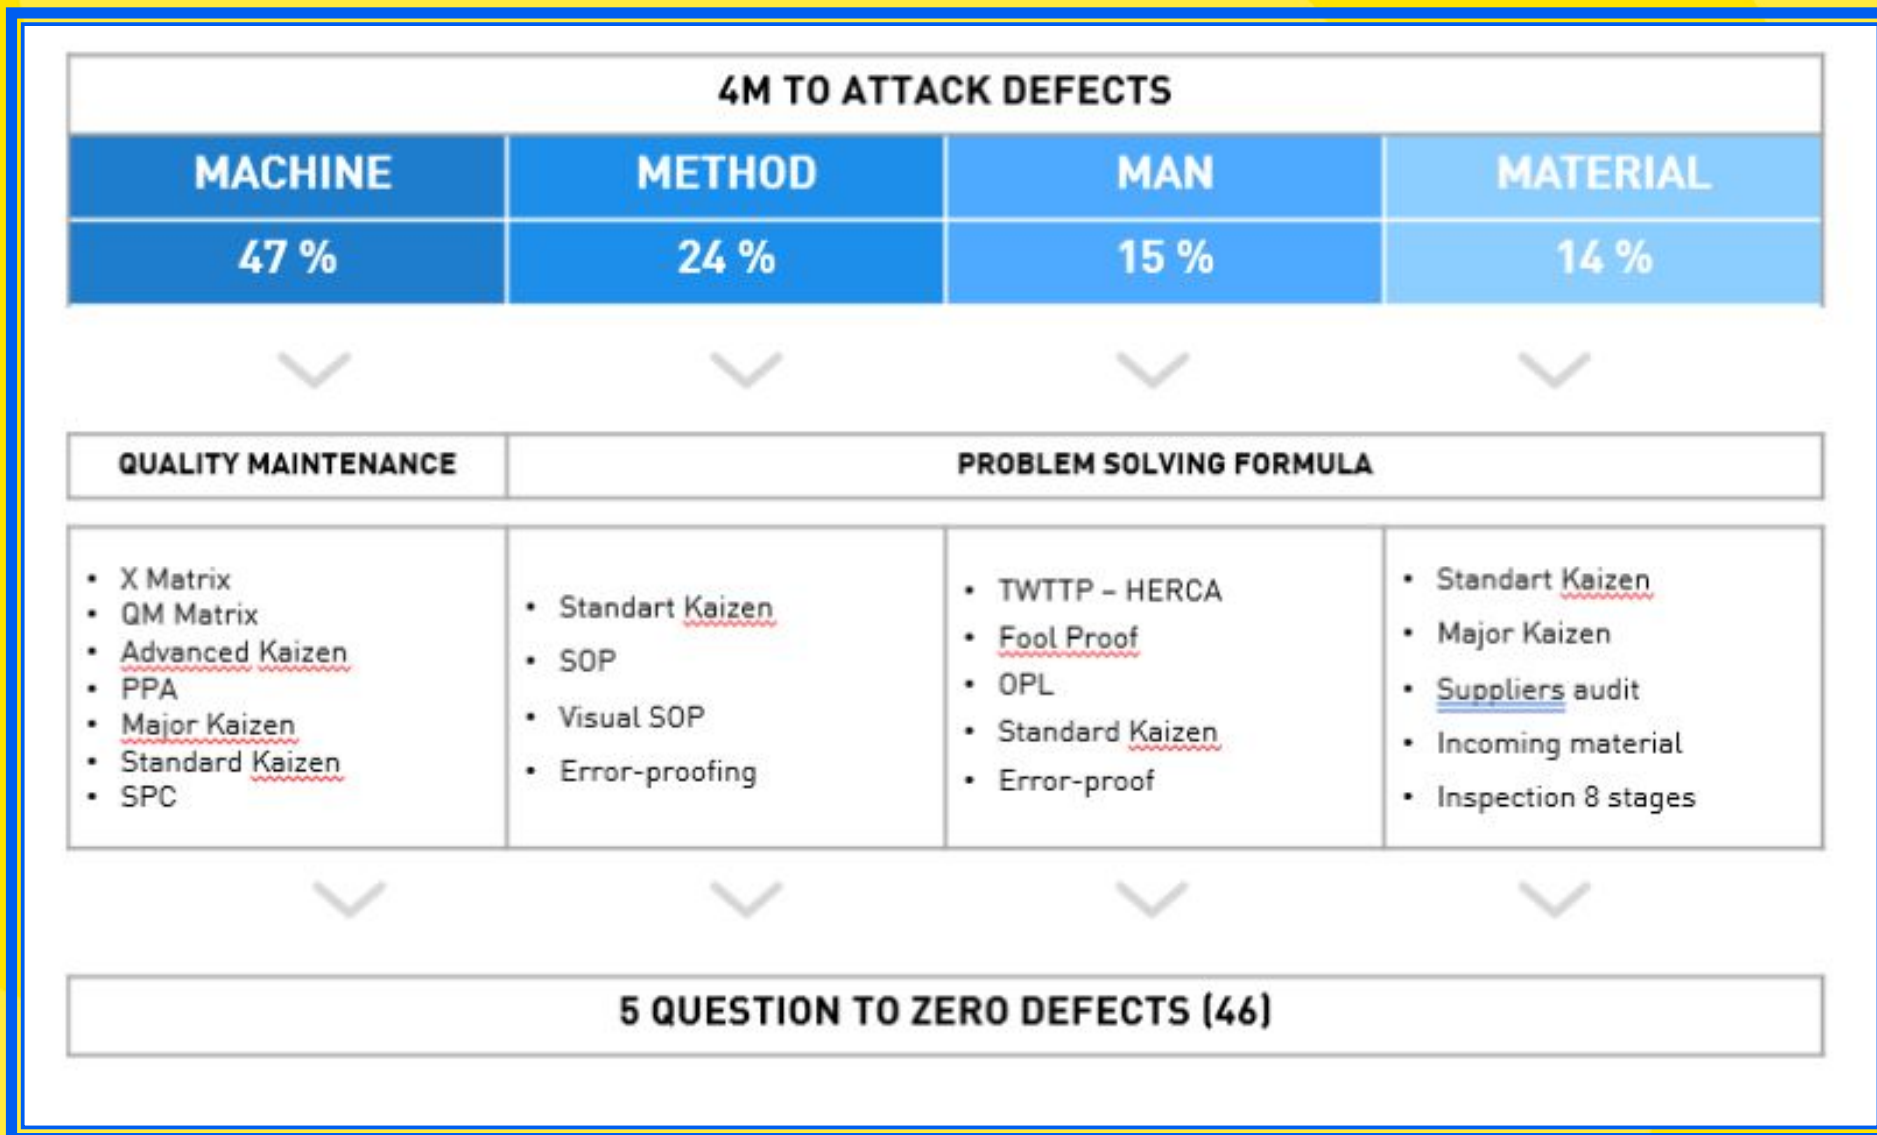 4M TO ATTACK DEFECTS
MACHINE
METHOD
MAN
MATERIAL
47 %
24 %
15 %
14 %
QUALITY MAINTENANCE
PROBLEM SOLVING FORMULA
• X Matrix
• QM Matrix
• Advanced Kaizen
• PPA
• Major Kaizen
• Standard Kaizen
• SPC
• Standart Kaizen
• SOP
• Visual SOP
• Error-proofing
• TWTTP – HERCA
• Fool Proof
• OPL
• Standard Kaizen
• Error-proof
• Standart Kaizen
• Major Kaizen
• Suppliers audit
• Incoming material
• Inspection 8 stages
5 QUESTION TO ZERO DEFECTS (46)